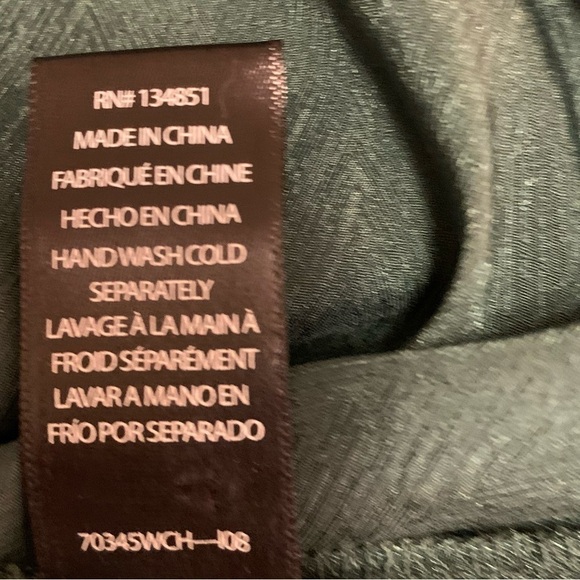 RN# 134851
MADE IN CHINA
FABRIQUÉ EN CHINE
HECHO EN CHINA
HAND WASH COLD
SEPARATELY
LAVAGE À LA MAIN À
FROID SÉPARÉMENT
LAVAR A MANO EN
FRÍO POR SEPARADO
70345WCH---I08